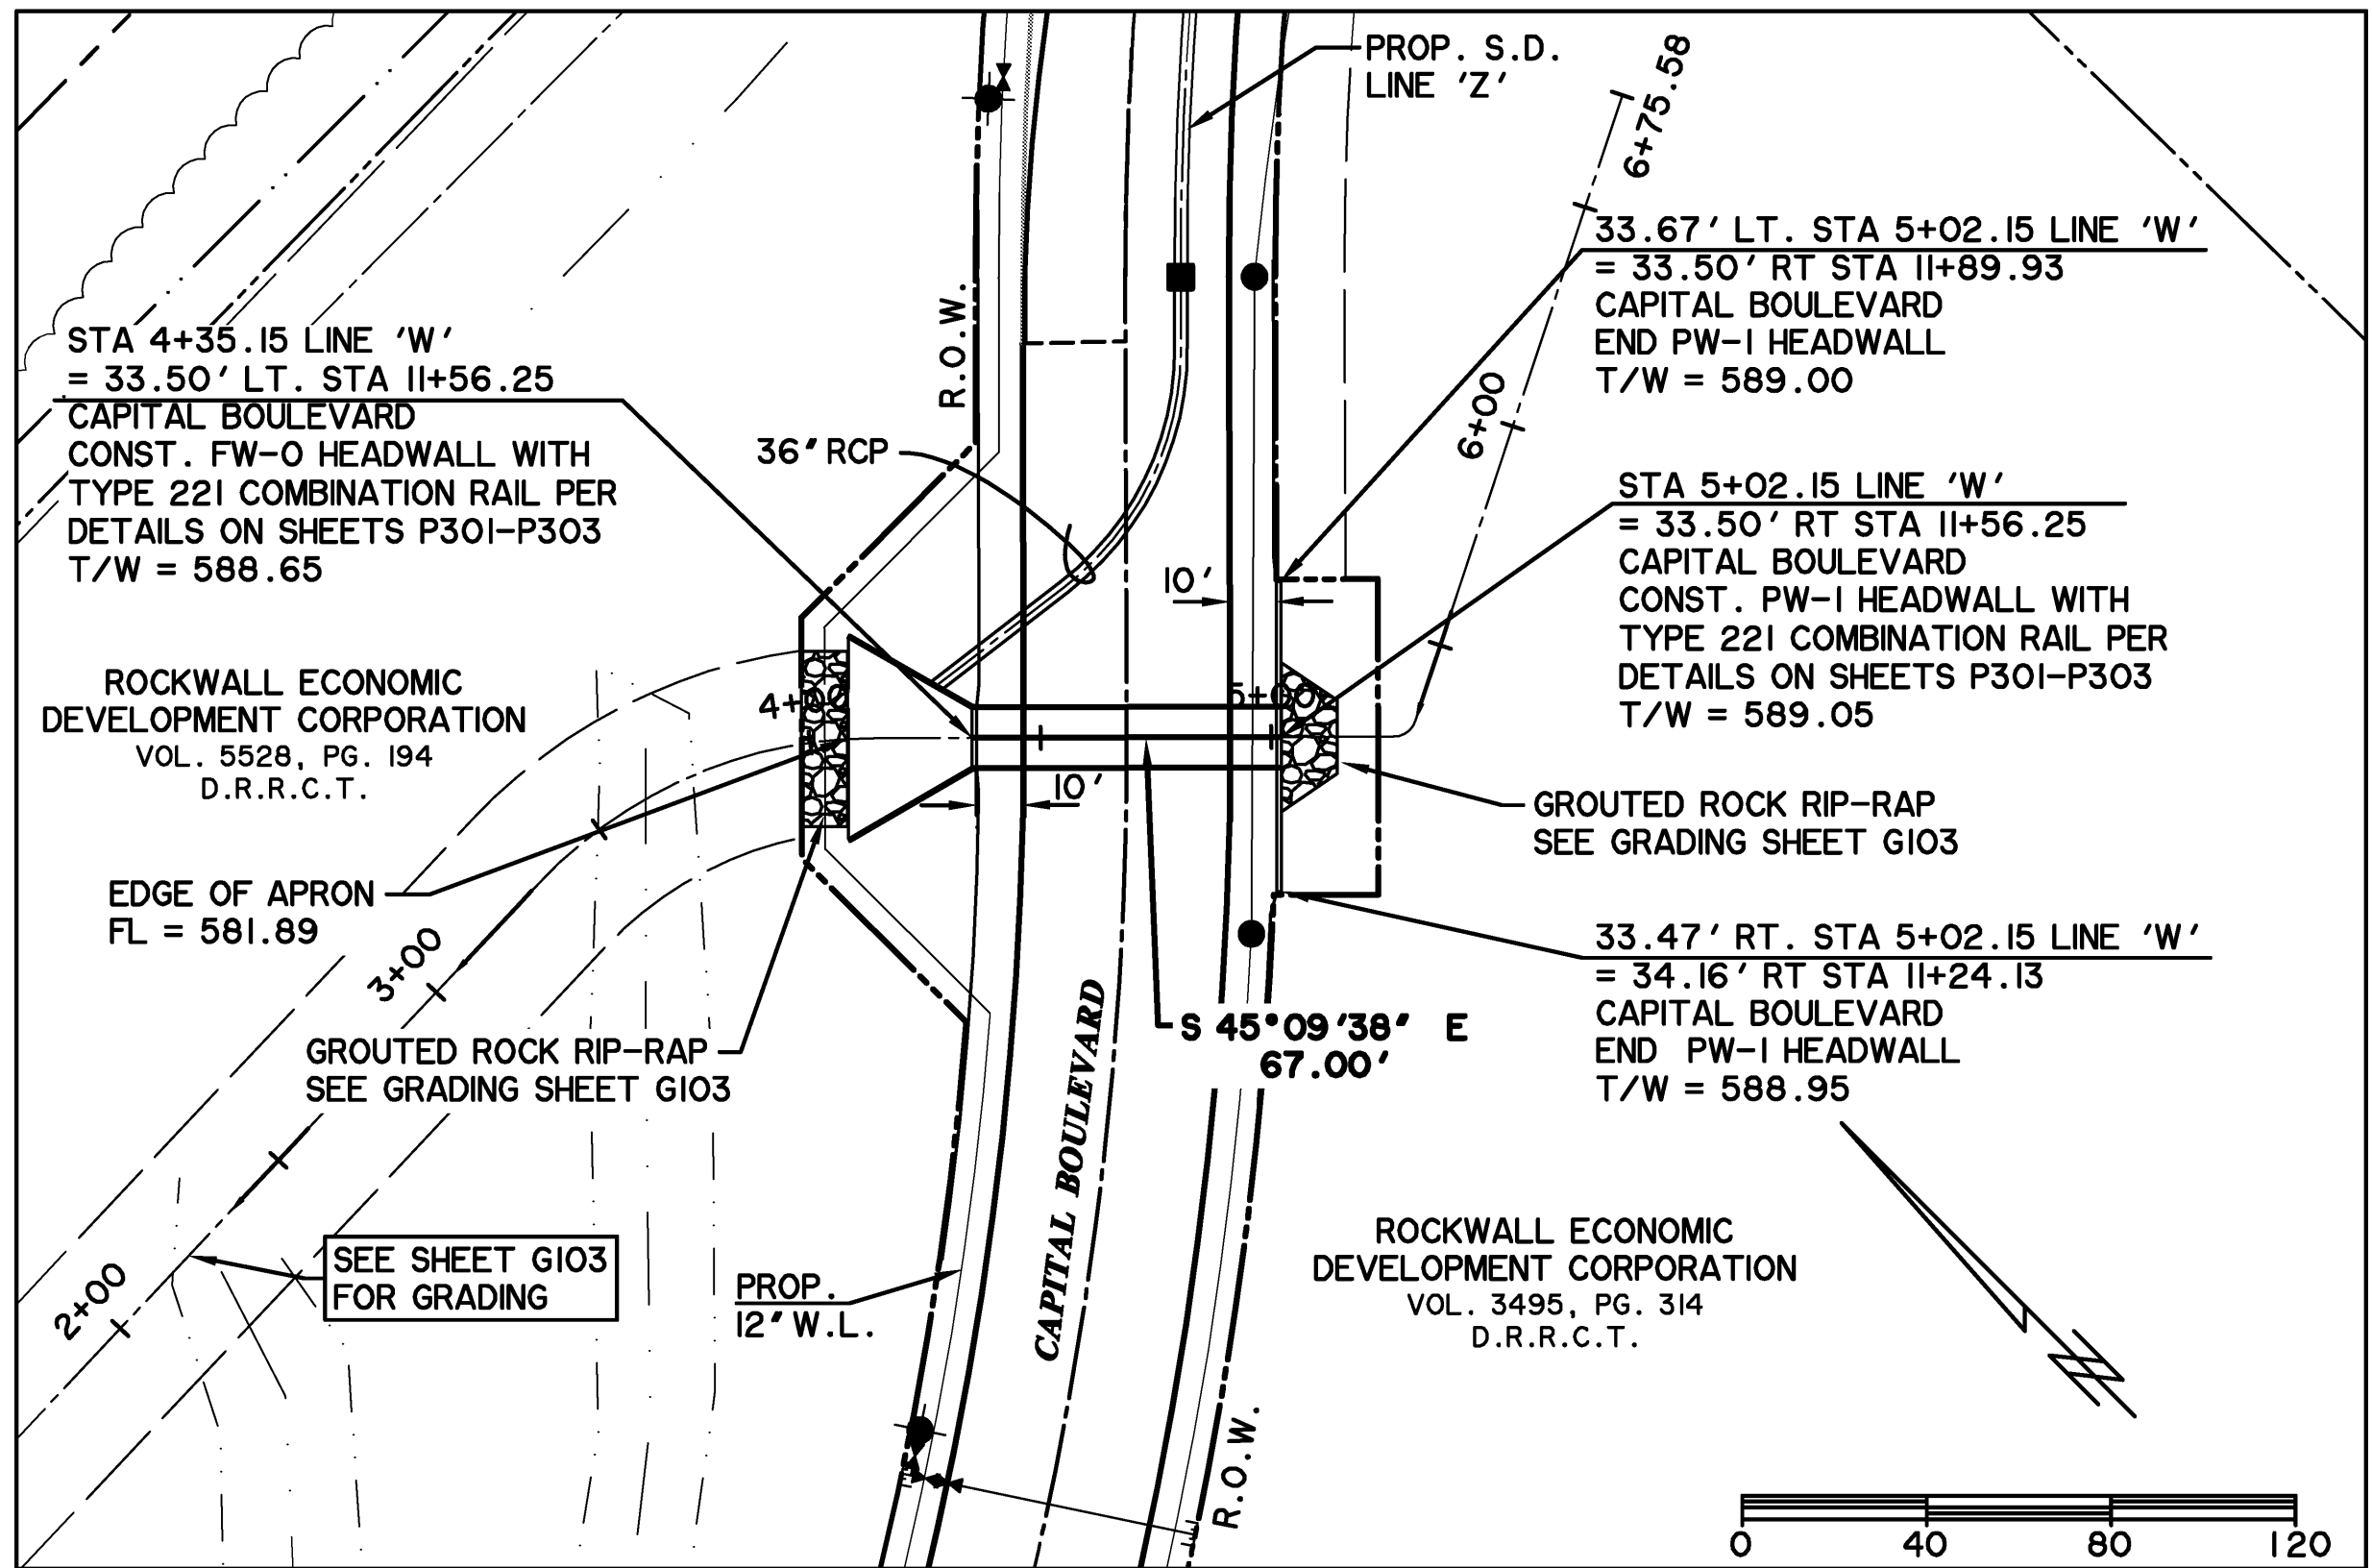 PROP. S.D.
LINE 'Z'
6+75.58
33.67' LT. STA 5+02.15 LINE 'W'
= 33.50' RT STA 11+89.93
CAPITAL BOULEVARD
END PW-1 HEADWALL
T/W = 589.00
R.O.W.
STA 4+35.15 LINE 'W'
= 33.50' LT. STA 11+56.25
CAPITAL BOULEVARD
CONST. FW-0 HEADWALL WITH
TYPE 221 COMBINATION RAIL PER
DETAILS ON SHEETS P301-P303
T/W = 588.65
36" RCP
6+00
STA 5+02.15 LINE 'W'
= 33.50' RT STA 11+56.25
CAPITAL BOULEVARD
CONST. PW-1 HEADWALL WITH
TYPE 221 COMBINATION RAIL PER
DETAILS ON SHEETS P301-P303
T/W = 589.05
10'
ROCKWALL ECONOMIC
DEVELOPMENT CORPORATION
VOL. 5528, PG. 194
D.R.R.C.T.
4+00
5+00
10'
GROUTED ROCK RIP-RAP
SEE GRADING SHEET G103
EDGE OF APRON
FL = 581.89
3+00
33.47' RT. STA 5+02.15 LINE 'W'
= 34.16' RT STA 11+24.13
CAPITAL BOULEVARD
END PW-1 HEADWALL
T/W = 588.95
S 45°09'38" E
67.00'
GROUTED ROCK RIP-RAP
SEE GRADING SHEET G103
CAPITAL BOULEVARD
SEE SHEET G103
FOR GRADING
2+00
PROP.
12" W.L.
ROCKWALL ECONOMIC
DEVELOPMENT CORPORATION
VOL. 3495, PG. 314
D.R.R.C.T.
R.O.W.
0 40 80 120